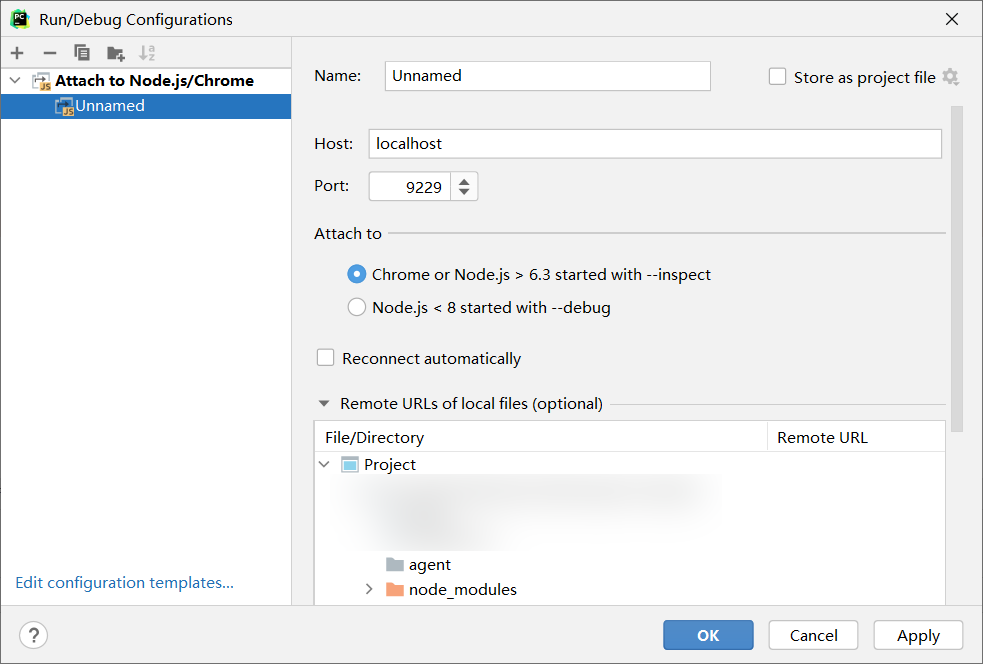 PC Run/Debug Configurations
Attach to Node.js/Chrome
Unnamed
Edit configuration templates...
Name: Unnamed
Store as project file
Host: localhost
Port: 9229
Attach to
Chrome or Node.js > 6.3 started with --inspect
Node.js < 8 started with --debug
Reconnect automatically
Remote URLs of local files (optional)
File/Directory Remote URL
Project
agent
node_modules
? OK Cancel Apply